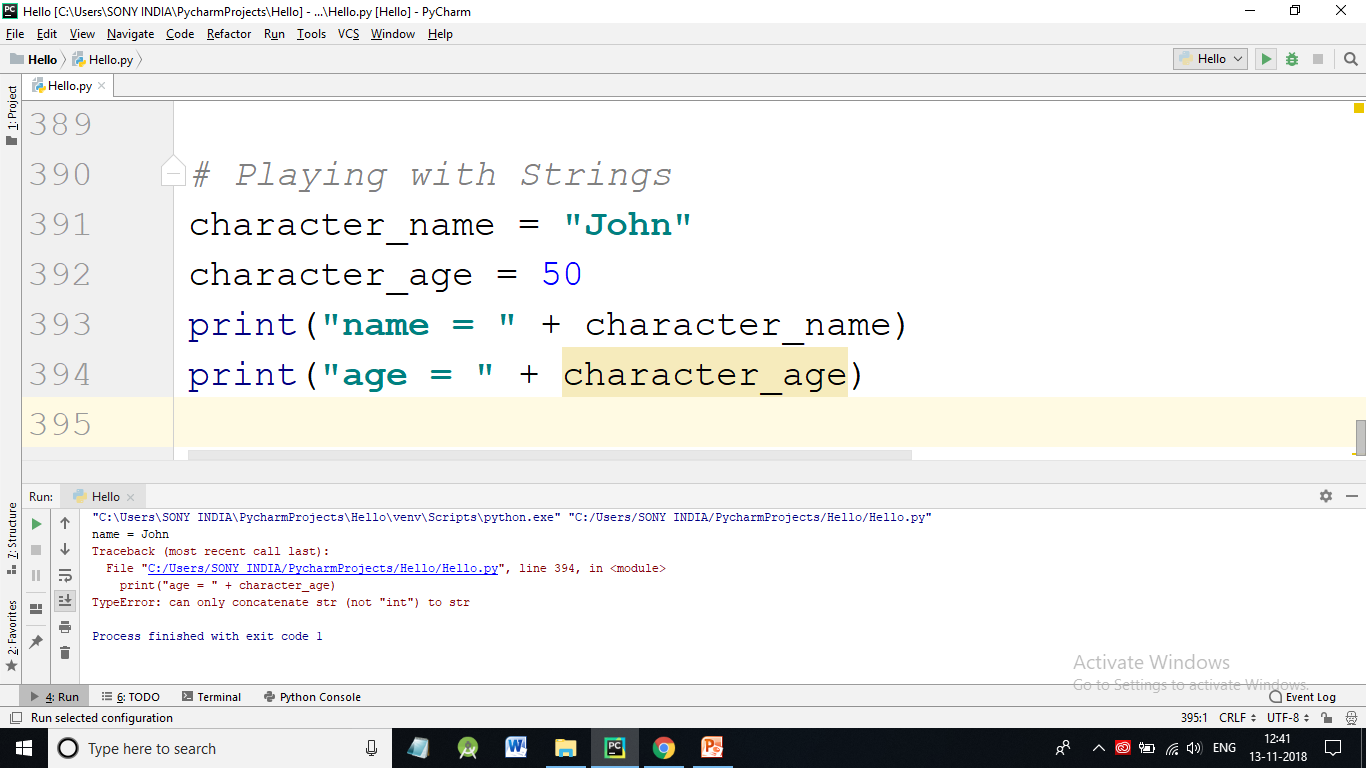 Hello [C:\Users\SONY INDIA\PycharmProjects\Hello] - ...\Hello.py [Hello] - PyCharm
File Edit View Navigate Code Refactor Run Tools VCS Window Help
Hello Hello.py Hello
1: Project
Hello.py
389
390 # Playing with Strings
391 character_name = "John"
392 character_age = 50
393 print("name = " + character_name)
394 print("age = " + character_age)
395
Run: Hello
7: Structure
2: Favorites
"C:\Users\SONY INDIA\PycharmProjects\Hello\venv\Scripts\python.exe" "C:/Users/SONY INDIA/PycharmProjects/Hello/Hello.py"
name = John
Traceback (most recent call last):
  File "C:/Users/SONY INDIA/PycharmProjects/Hello/Hello.py", line 394, in <module>
    print("age = " + character_age)
TypeError: can only concatenate str (not "int") to str
Process finished with exit code 1
Activate Windows
Go to Settings to activate Windows.
4: Run 6: TODO Terminal Python Console Event Log
Run selected configuration 395:1 CRLF UTF-8
Type here to search
ENG
12:41
13-11-2018